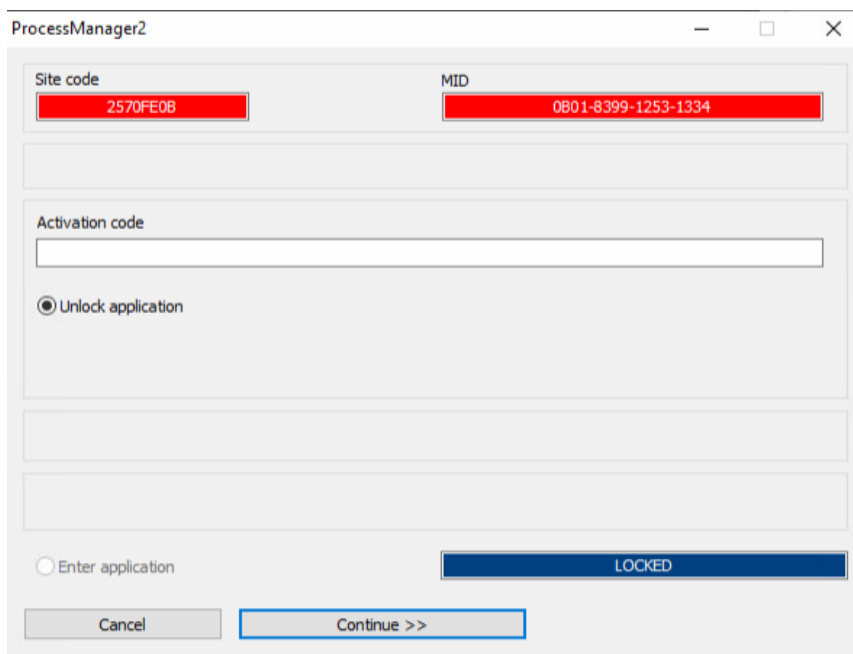 ProcessManager2
Site code
MID
2570FE0B
0B01-8399-1253-1334
Activation code
Unlock application
Enter application
LOCKED
Cancel
Continue >>